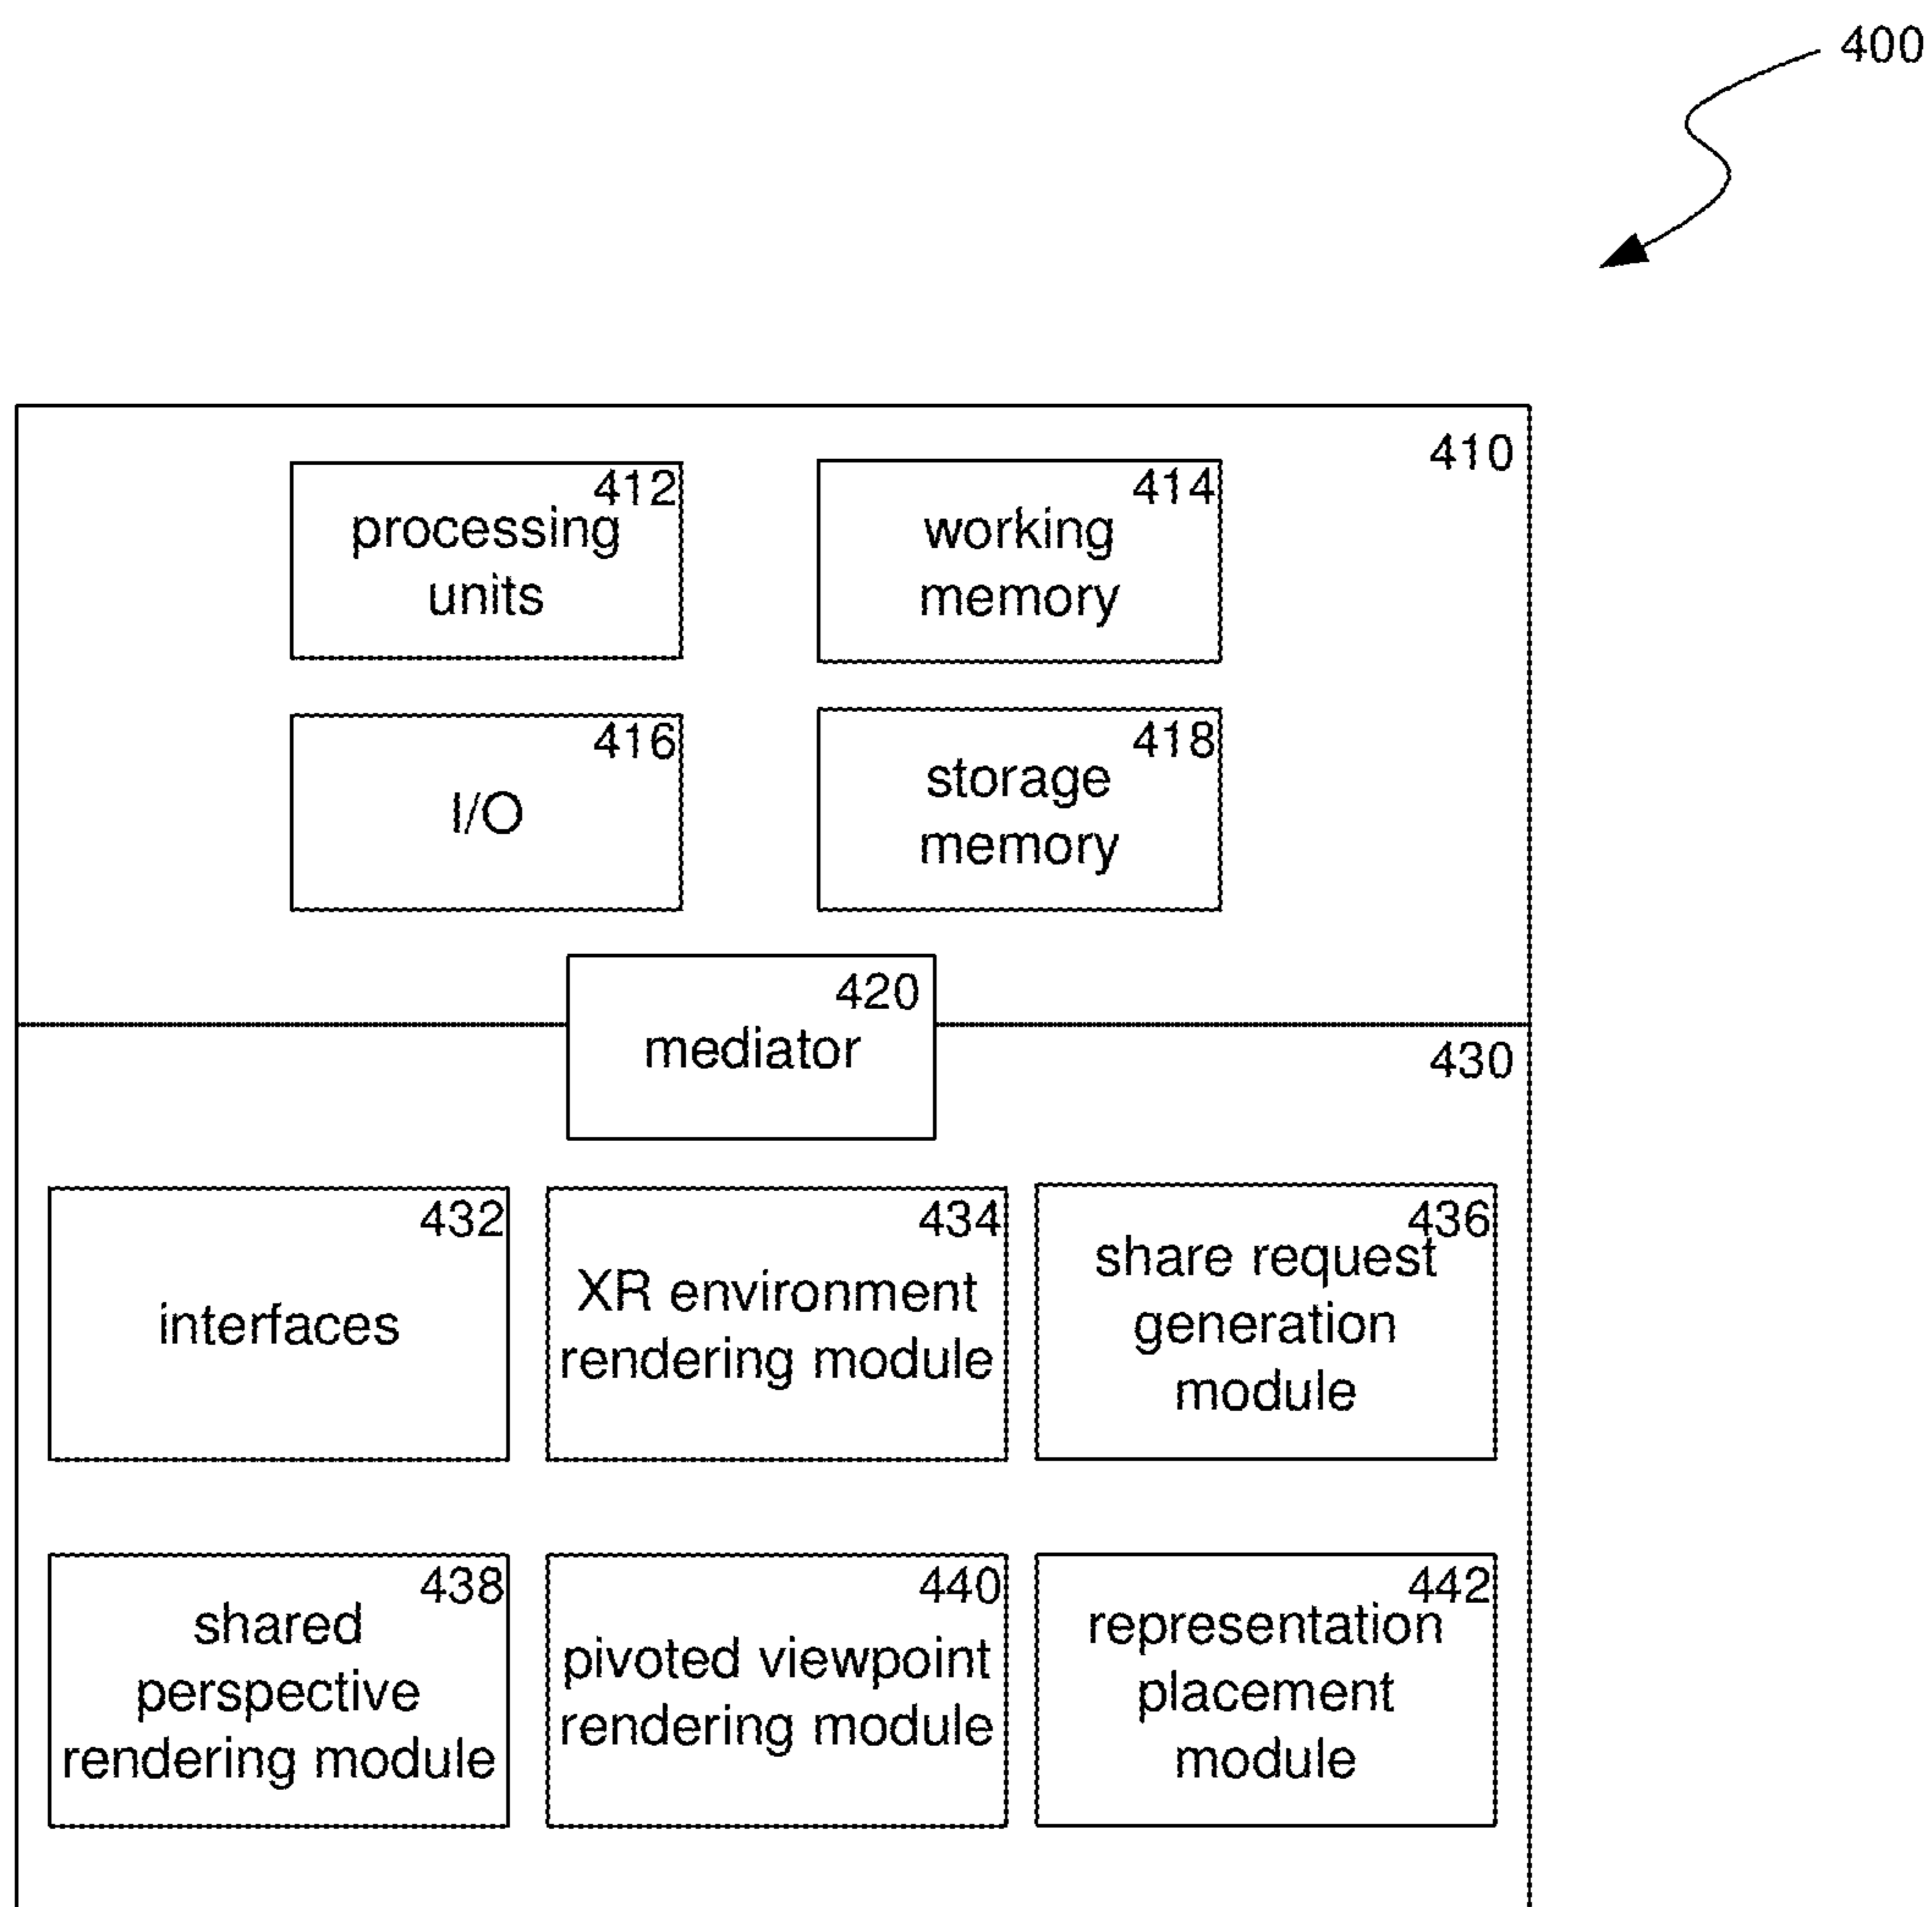 400
410
412
processing
units
414
working
memory
416
I/O
418
storage
memory
420
mediator
430
432
interfaces
434
XR environment
rendering module
436
share request
generation
module
438
shared
perspective
rendering module
440
pivoted viewpoint
rendering module
442
representation
placement
module